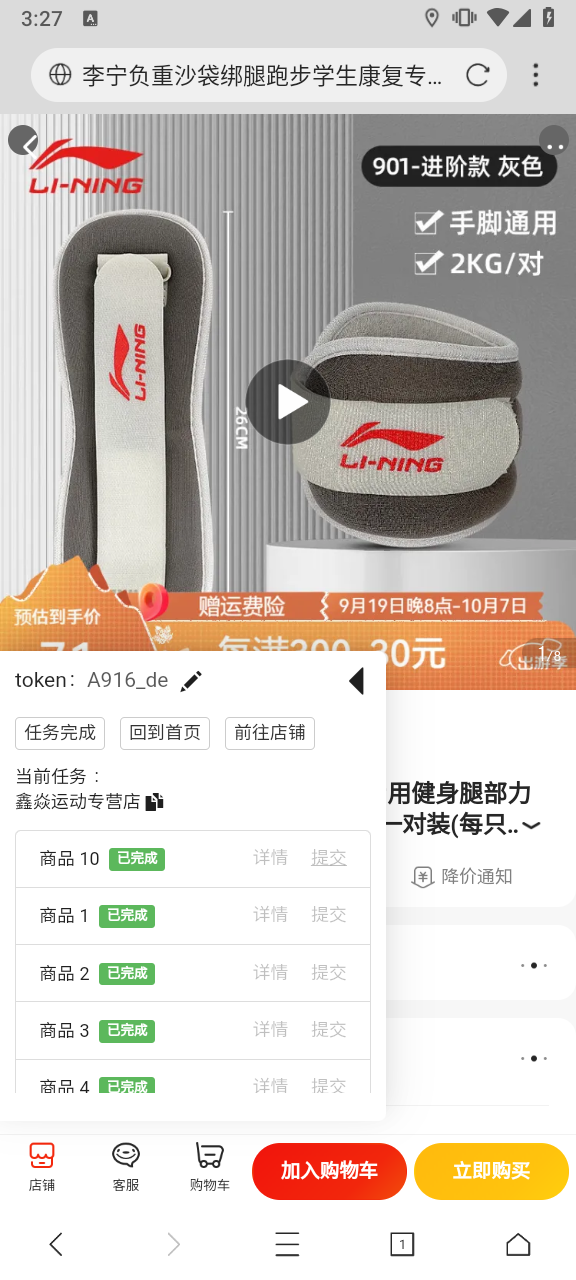 3:27
李宁负重沙袋绑腿跑步学生康复专...
LI-NING
901-进阶款 灰色
手脚通用
2KG/对
LI-NING
26CM
LI-NING
预估到手价
赠运费险
9月19日晚8点-10月7日
71
每满300 30元
出游季
1/8
token: A916_de
任务完成
回到首页
前往店铺
当前任务：
鑫焱运动专营店
用健身腿部力
一对装(每只..
商品 10 已完成 详情 提交
降价通知
商品 1 已完成 详情 提交
商品 2 已完成 详情 提交
商品 3 已完成 详情 提交
商品 4 已完成 详情 提交
店铺
客服
购物车
加入购物车
立即购买
1